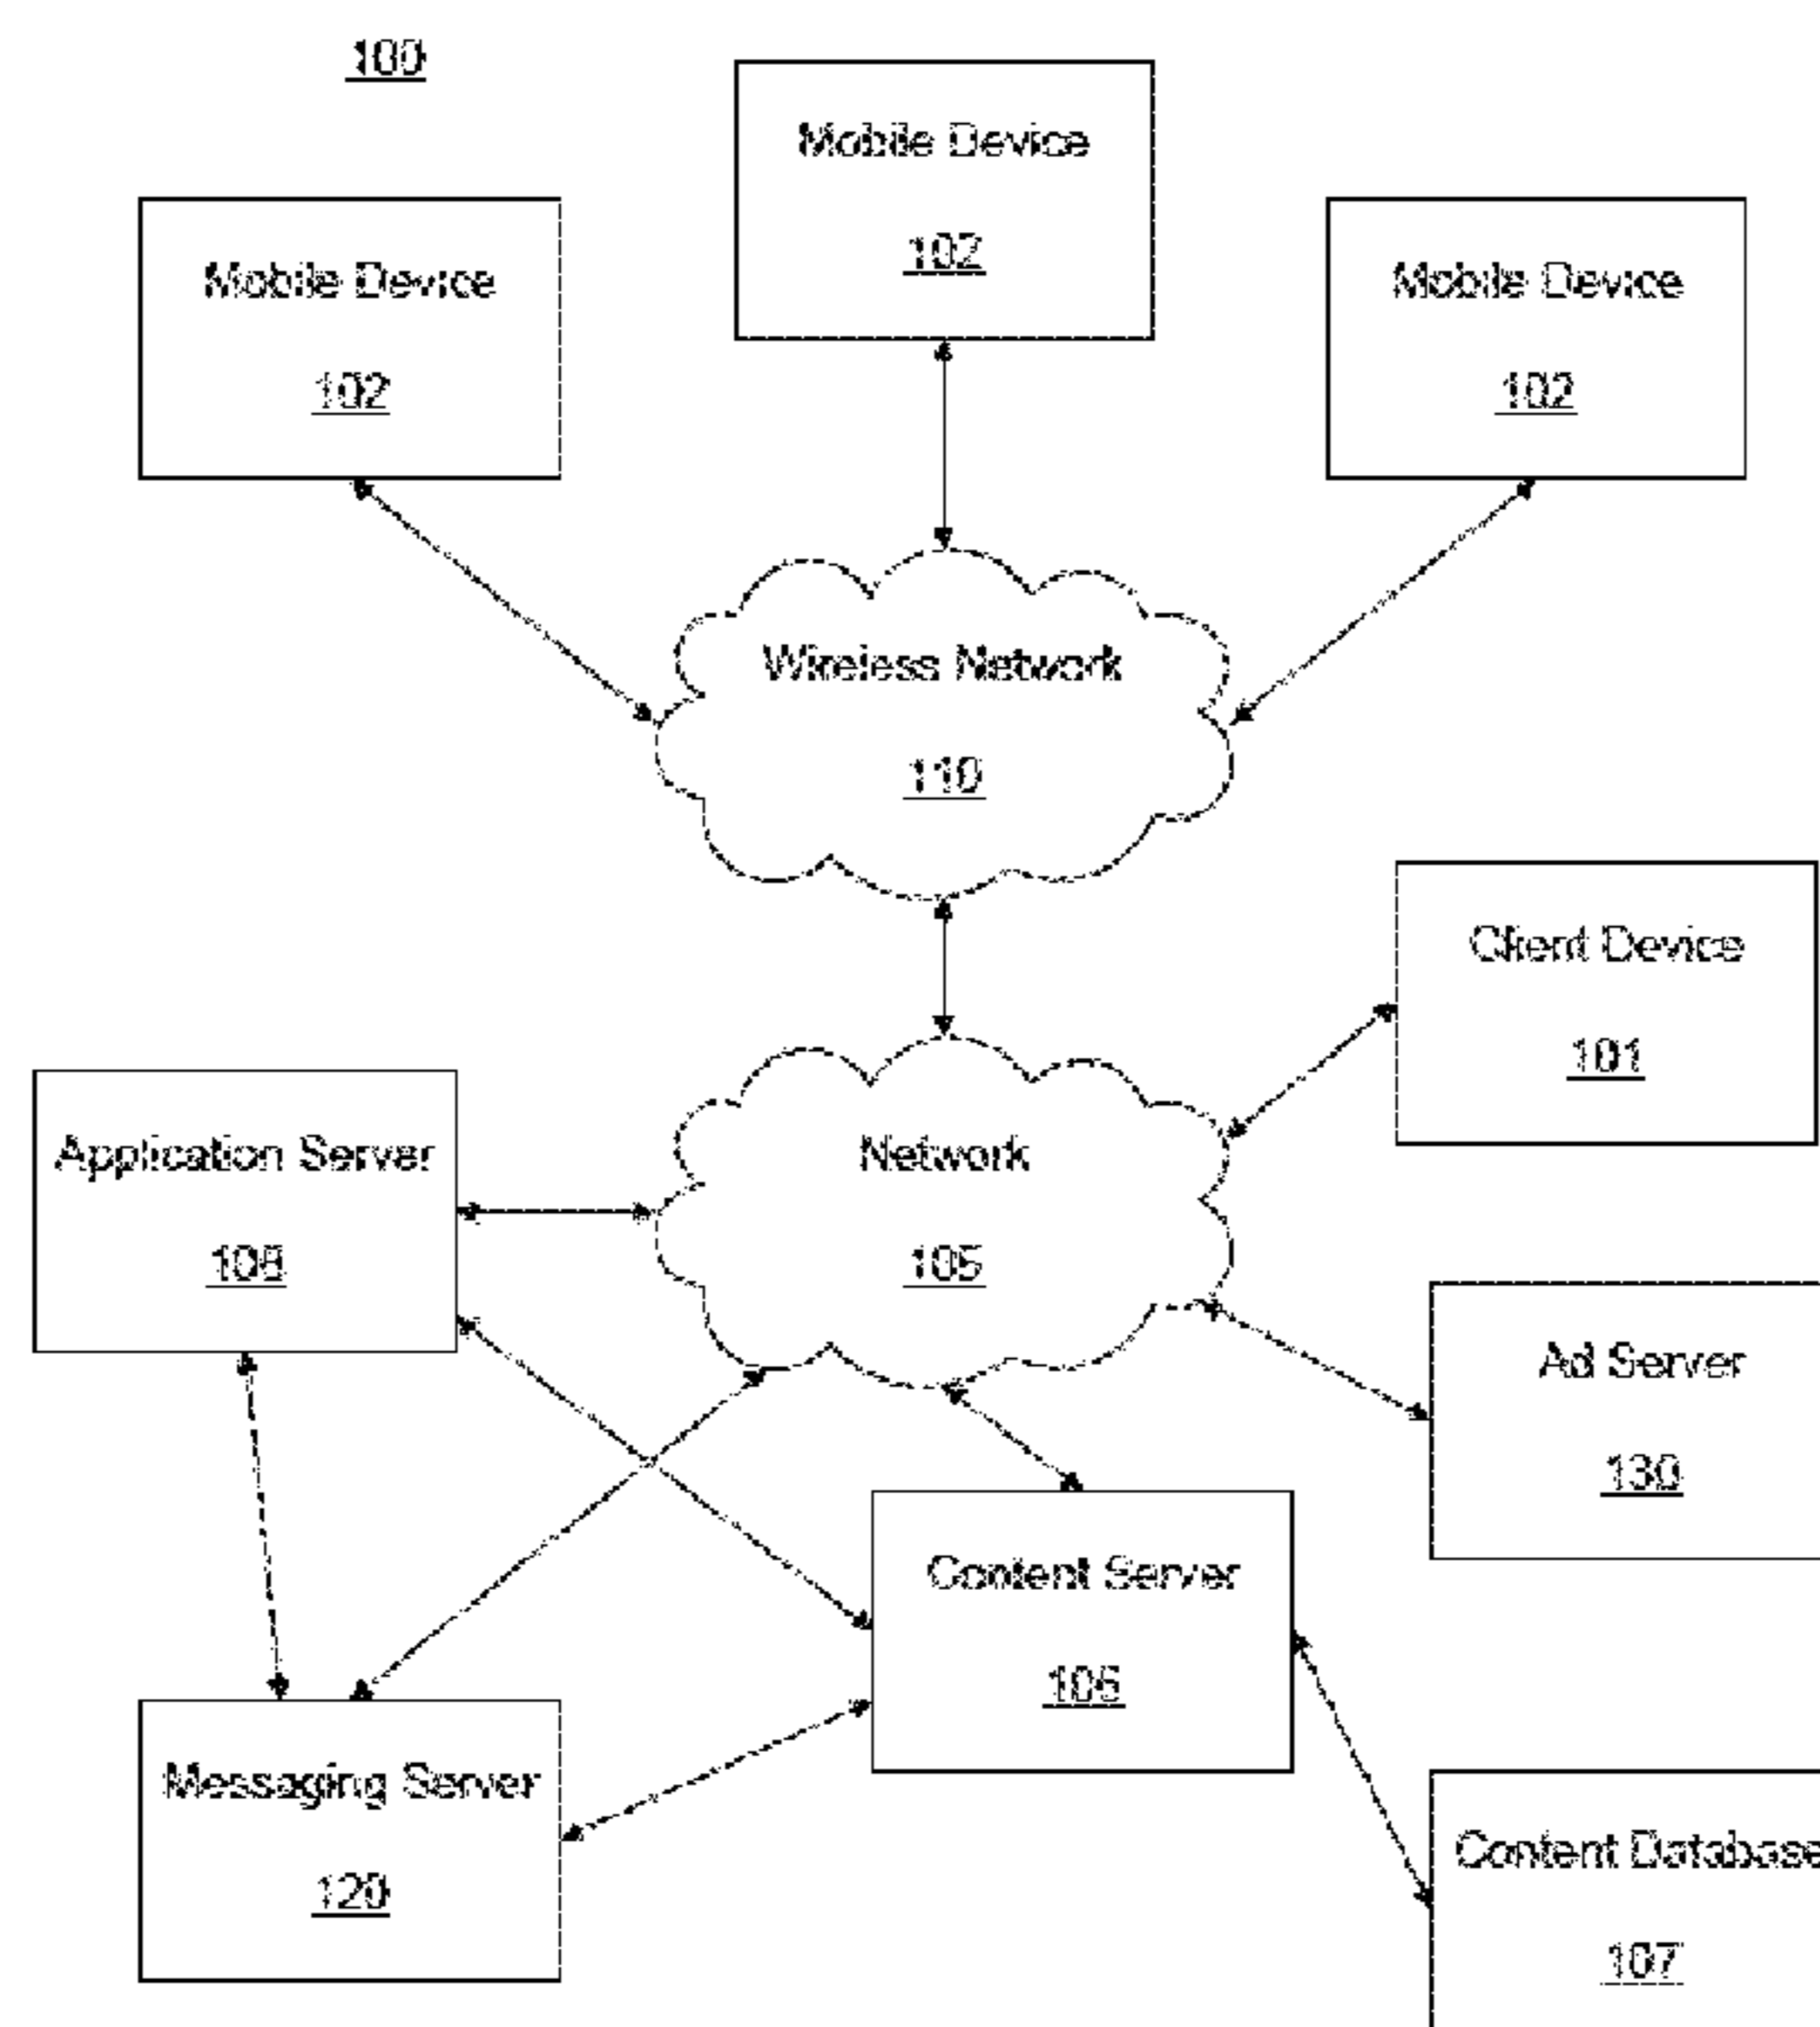 100
Mobile Device
102
Mobile Device
102
Mobile Device
102
Wireless Network
110
Client Device
101
Application Server
108
Network
105
Ad Server
130
Content Server
106
Messaging Server
120
Content Database
107